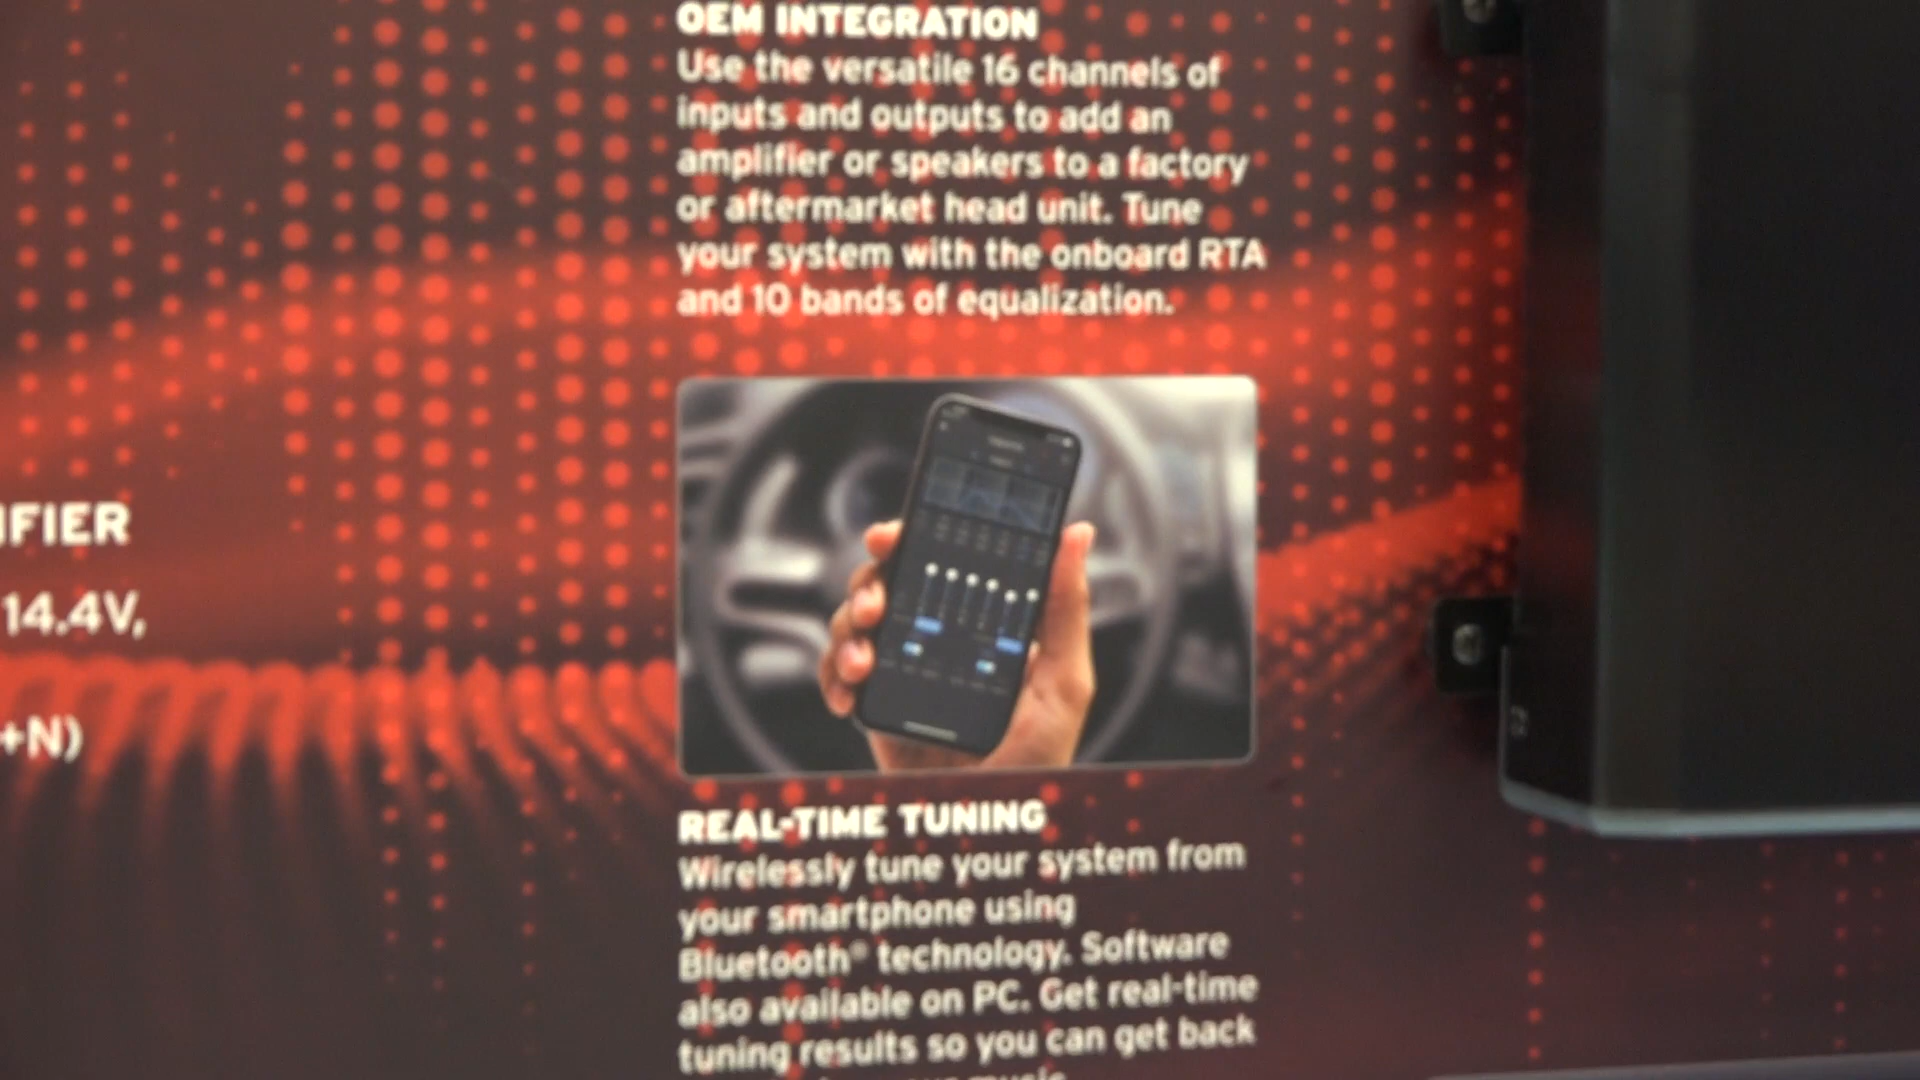 OEM INTEGRATION
Use the versatile 16 channels of
inputs and outputs to add an
amplifier or speakers to a factory
or aftermarket head unit. Tune
your system with the onboard RTA
and 10 bands of equalization.
IFIER
14.4V,
+N)
REAL-TIME TUNING
Wirelessly tune your system from
your smartphone using
Bluetooth® technology. Software
also available on PC. Get real-time
tuning results so you can get back
music